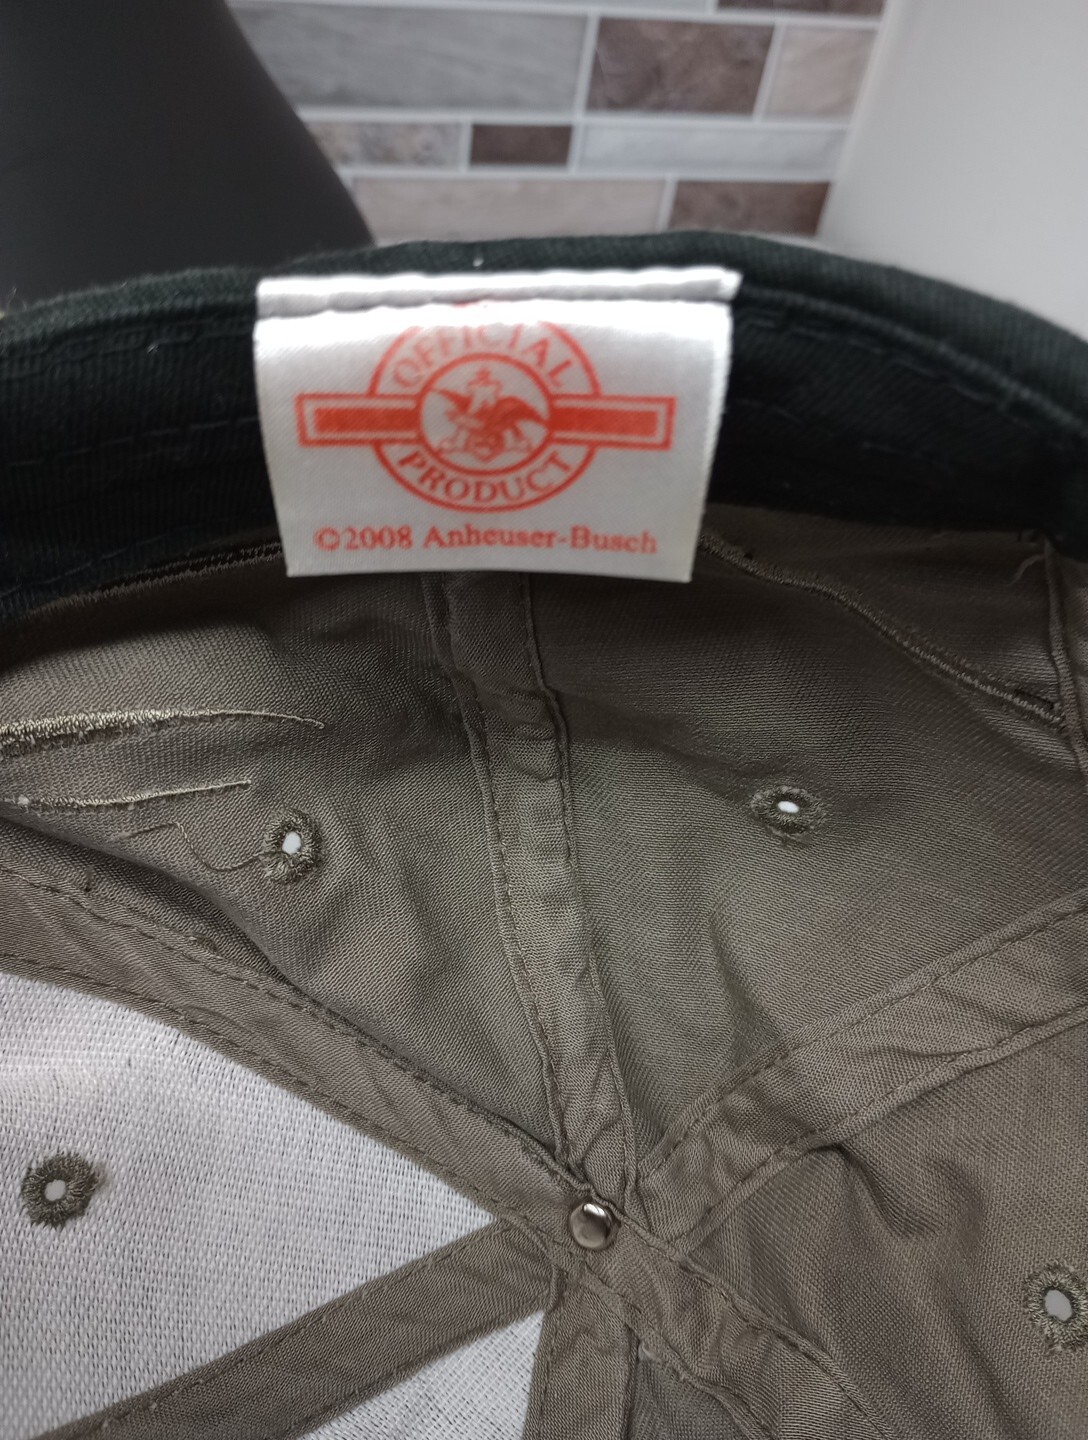 OFFICIAL
PRODUCT
©2008 Anheuser-Busch